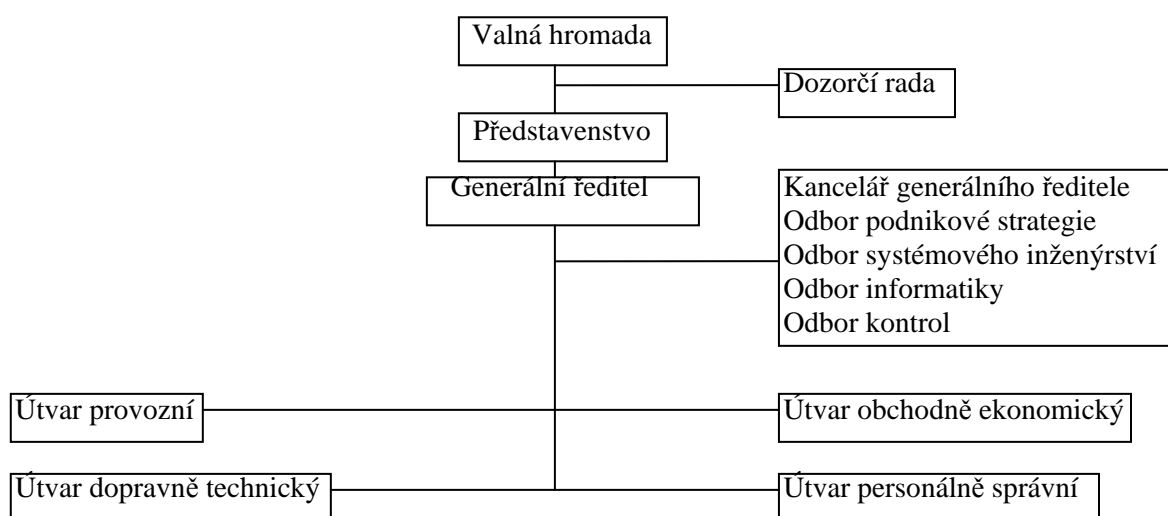 Valná hromada
Dozorčí rada
Představenstvo
Generální ředitel
Kancelář generálního ředitele
Odbor podnikové strategie
Odbor systémového inženýrství
Odbor informatiky
Odbor kontrol
Útvar provozní
Útvar obchodně ekonomický
Útvar dopravně technický
Útvar personálně správní